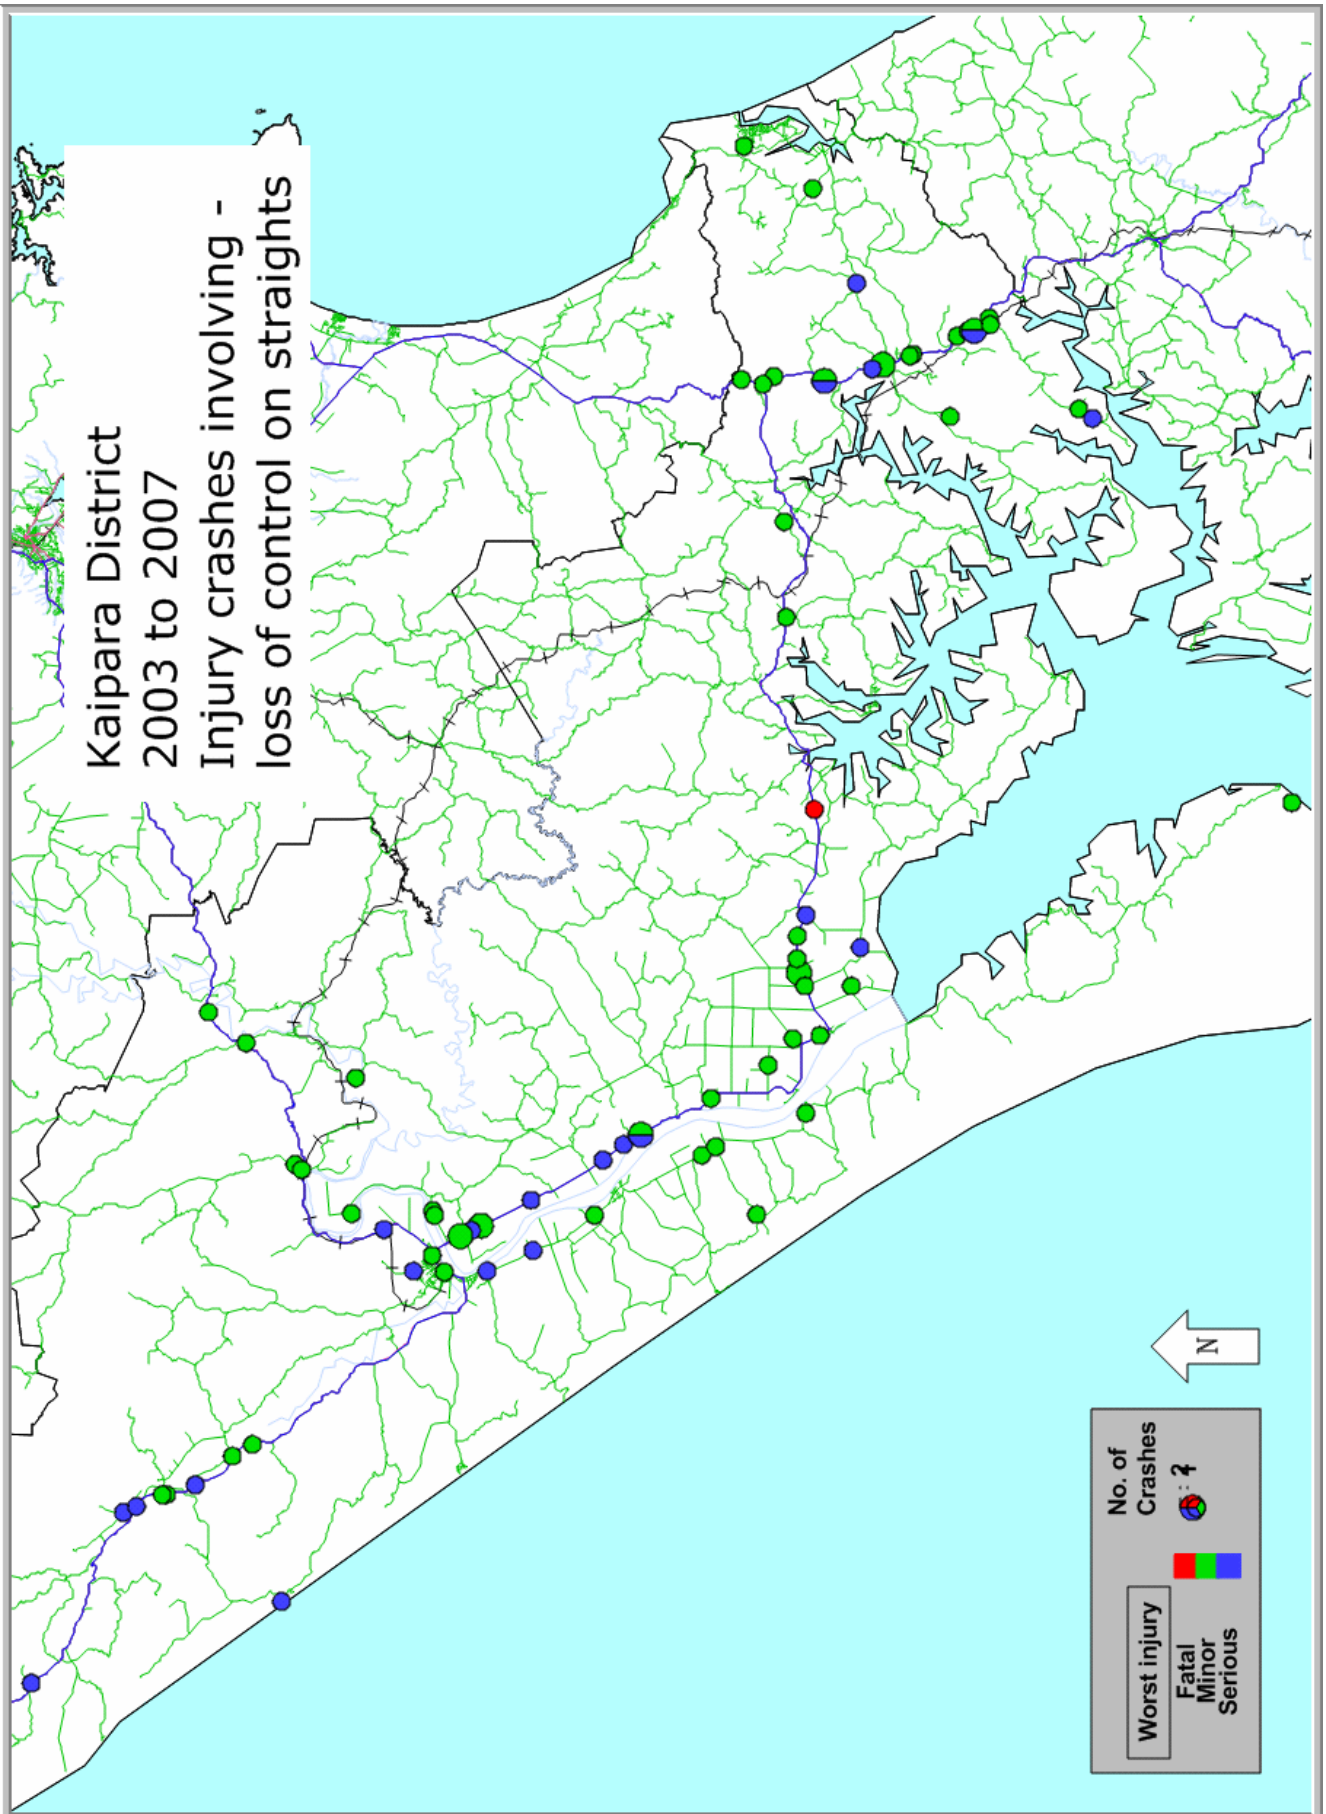 Kaipara District
2003 to 2007
Injury crashes involving -
loss of control on straights
N
No. of
Crashes
Worst injury
Fatal
Minor
Serious